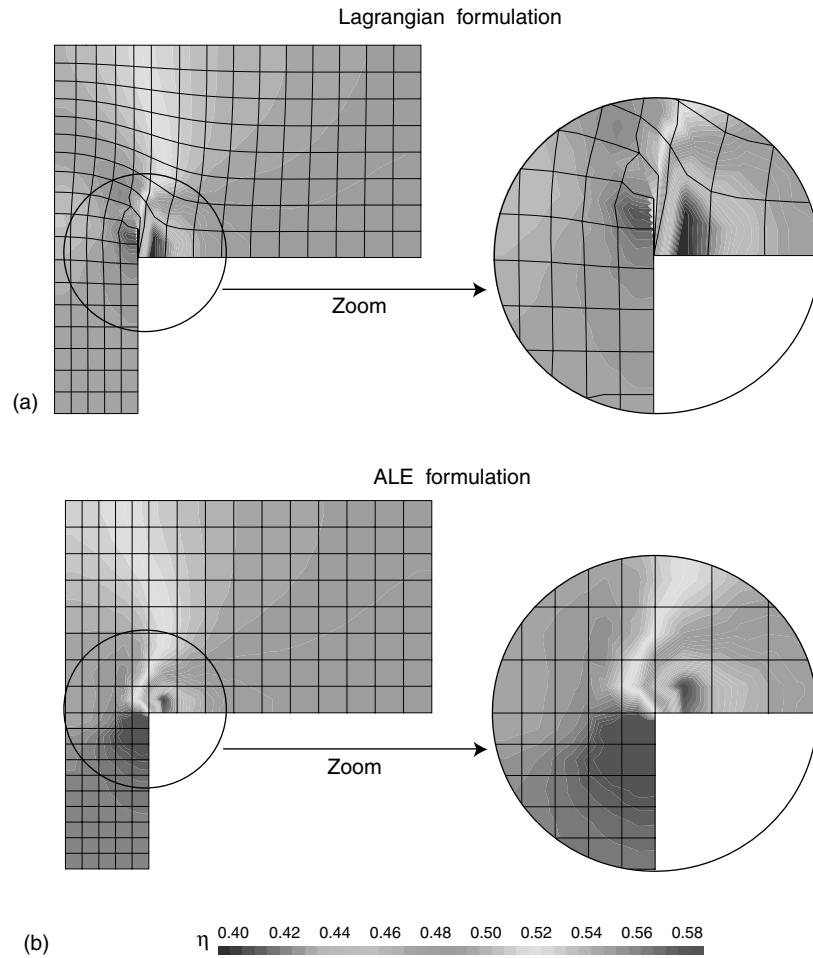 Lagrangian formulation
Zoom
(a)
ALE formulation
Zoom
(b)
η 0.40 0.42 0.44 0.46 0.48 0.50 0.52 0.54 0.56 0.58